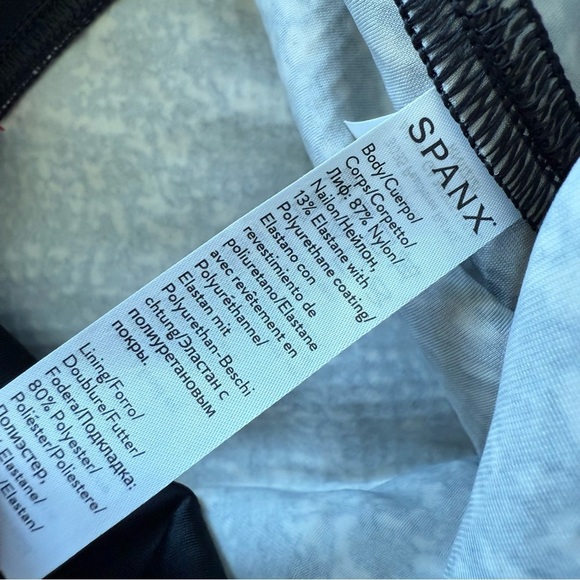 SPANX
Body/Cuerpo/
Corps/Corpetto/
Лиф: 87% Nylon/
Nailon/Нейлон,
13% Elastane with
Polyurethane coating/
Elastano con
revestimiento de
poliuretano/Elastane
avec revêtement en
Polyuréthanne/
Elastan mit
Polyurethan-Beschi
chtung/Эластан с
полиуретановым
покры.
Lining/Forro/
Doublure/Futter/
Fodera/Подкладка:
80% Polyester/
Poliéster/Poliestere/
Полиэстер,
Elastane/
/Elastan/